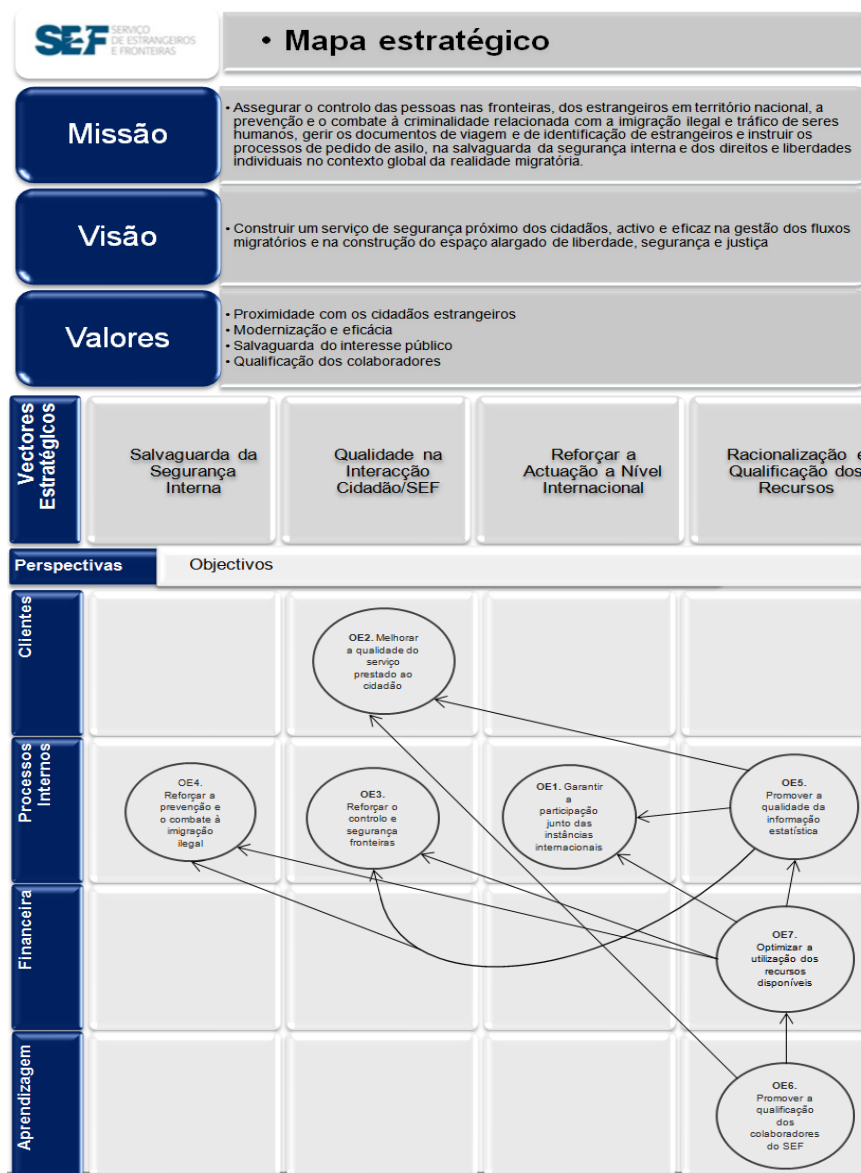 SEF SERVIÇO
DE ESTRANGEIROS
E FRONTEIRAS
• Mapa estratégico
Missão
• Assegurar o controlo das pessoas nas fronteiras, dos estrangeiros em território nacional, a
prevenção e o combate à criminalidade relacionada com a imigração ilegal e tráfico de seres
humanos, gerir os documentos de viagem e de identificação de estrangeiros e instruir os
processos de pedido de asilo, na salvaguarda da segurança interna e dos direitos e liberdades
individuais no contexto global da realidade migratória.
Visão
• Construir um serviço de segurança próximo dos cidadãos, activo e eficaz na gestão dos fluxos
migratórios e na construção do espaço alargado de liberdade, segurança e justiça
Valores
• Proximidade com os cidadãos estrangeiros
• Modernização e eficácia
• Salvaguarda do interesse público
• Qualificação dos colaboradores
Vectores
Estratégicos
Salvaguarda da
Segurança
Interna
Qualidade na
Interacção
Cidadão/SEF
Reforçar a
Actuação a Nível
Internacional
Racionalização e
Qualificação dos
Recursos
Perspectivas
Objectivos
Clientes
OE2. Melhorar
a qualidade do
serviço
prestado ao
cidadão
Processos
Internos
OE4.
Reforçar a
prevenção e
o combate à
imigração
ilegal
OE3.
Reforçar o
controlo e
segurança
fronteiras
OE1. Garantir
a
participação
junto das
instâncias
internacionais
OE5.
Promover a
qualidade da
informação
estatística
Financeira
OE7.
Optimizar a
utilização dos
recursos
disponíveis
Aprendizagem
OE6.
Promover a
qualificação
dos
colaboradores
do SEF